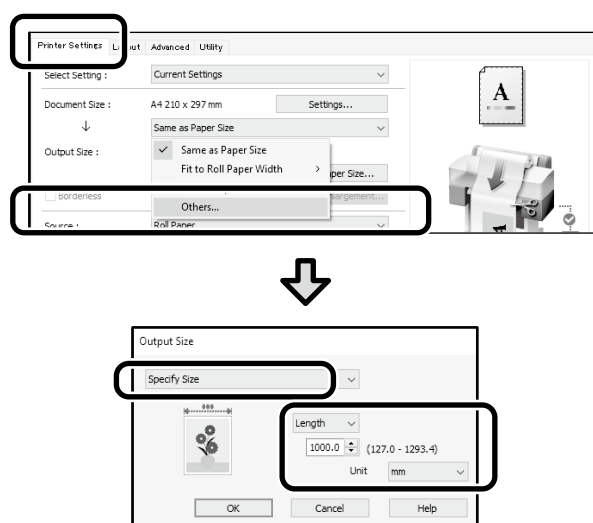 Printer Settings Layout Advanced Utility
Select Setting : Current Settings
Document Size : A4 210 x 297 mm Settings...
↓ Same as Paper Size
Output Size : ✓ Same as Paper Size
Fit to Roll Paper Width >
Paper Size...
Borderless
Others...
Source : Roll Paper
A
Output Size
Specify Size
Length
1000.0 (127.0 - 1293.4)
Unit mm
OK Cancel Help